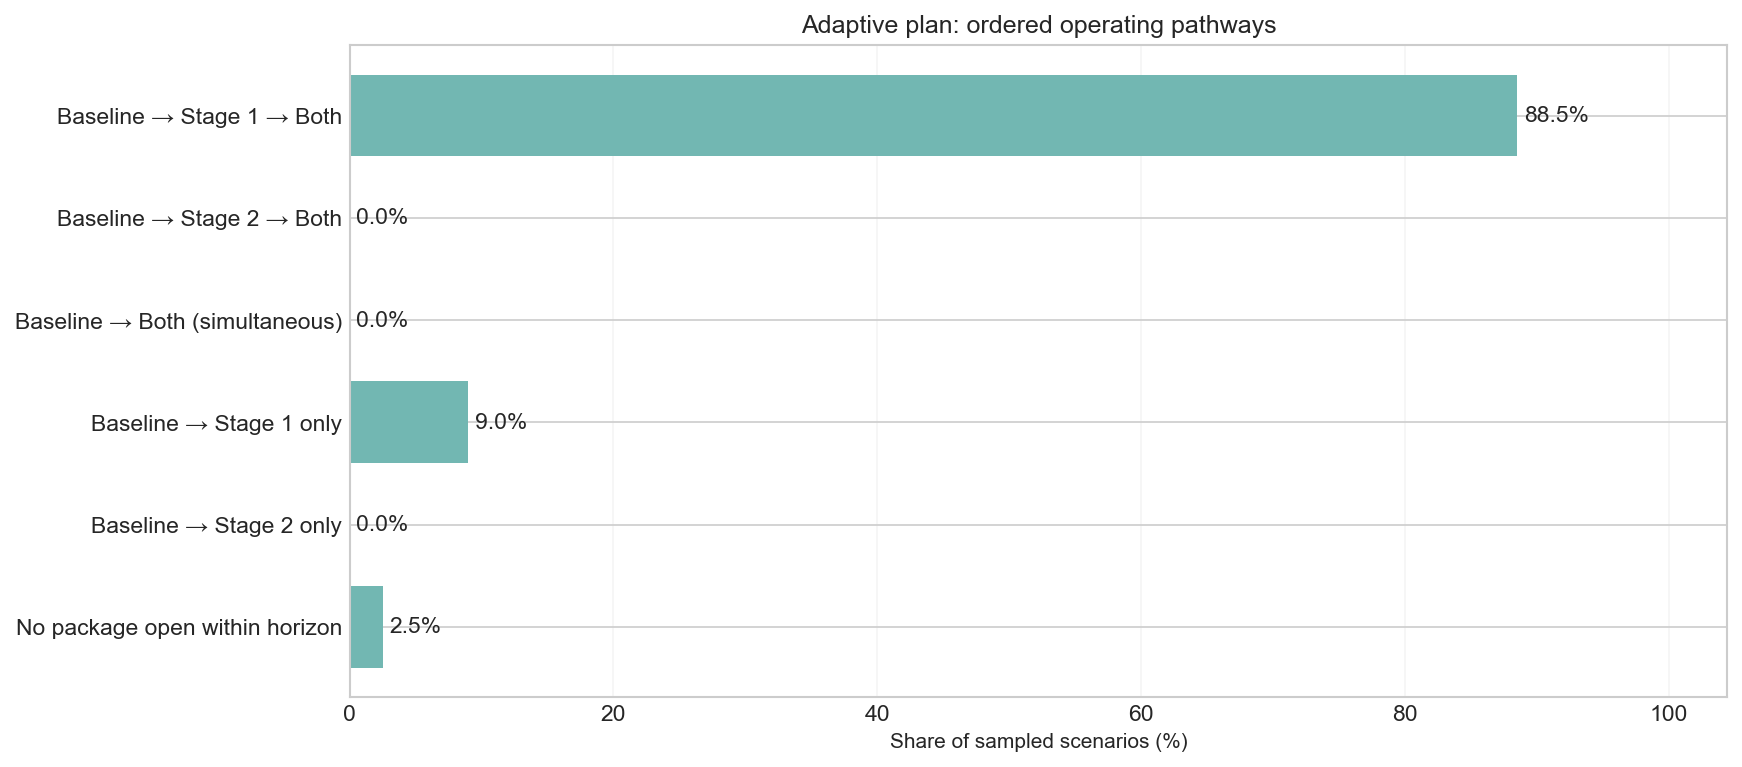 Adaptive plan: ordered operating pathways
Baseline → Stage 1 → Both
88.5%
Baseline → Stage 2 → Both
0.0%
Baseline → Both (simultaneous)
0.0%
Baseline → Stage 1 only
9.0%
Baseline → Stage 2 only
0.0%
No package open within horizon
2.5%
0 20 40 60 80 100
Share of sampled scenarios (%)